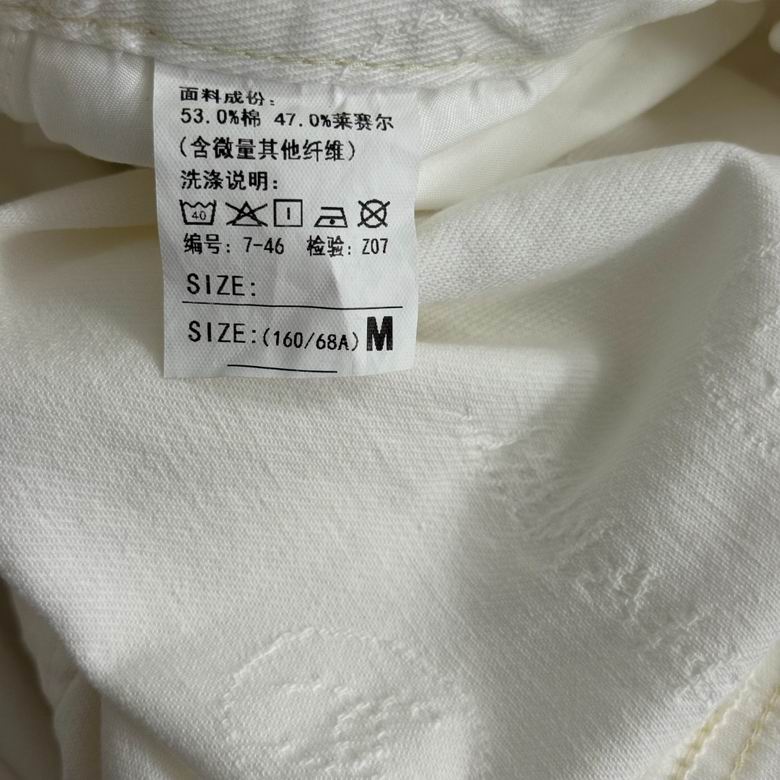 面料成份:
53.0%棉 47.0%莱赛尔
(含微量其他纤维)
洗涤说明:
40
编号: 7-46 检验: Z07
SIZE:
SIZE:(160/68A) M